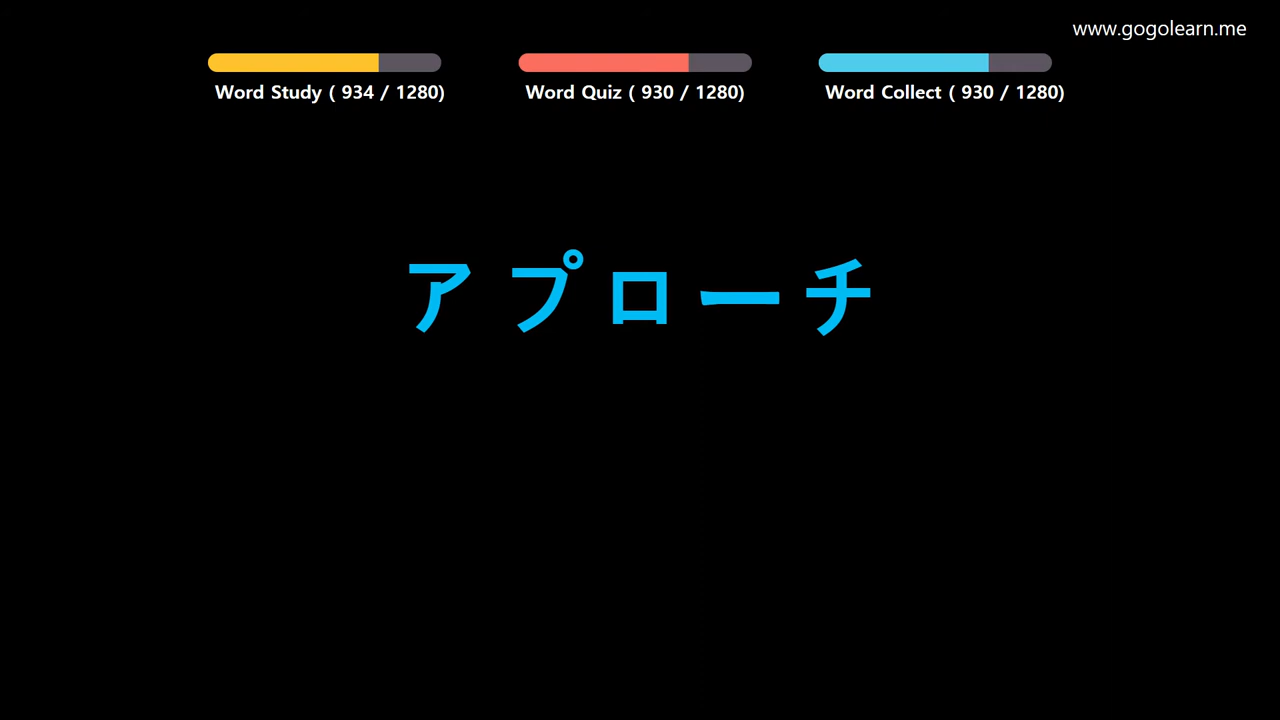 www.gogolearn.me
Word Study ( 934 / 1280)
Word Quiz ( 930 / 1280)
Word Collect ( 930 / 1280)
アプローチ